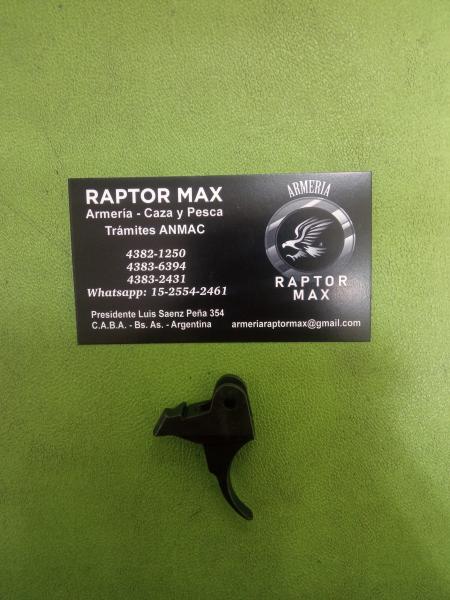 RAPTOR MAX
Armería - Caza y Pesca
Trámites ANMAC
4382-1250
4383-6394
4383-2431
Whatsapp: 15-2554-2461
Presidente Luis Saenz Peña 354
C.A.B.A. - Bs. As. - Argentina
ARMERIA
RAPTOR
MAX
armeriaraptormax@gmail.com